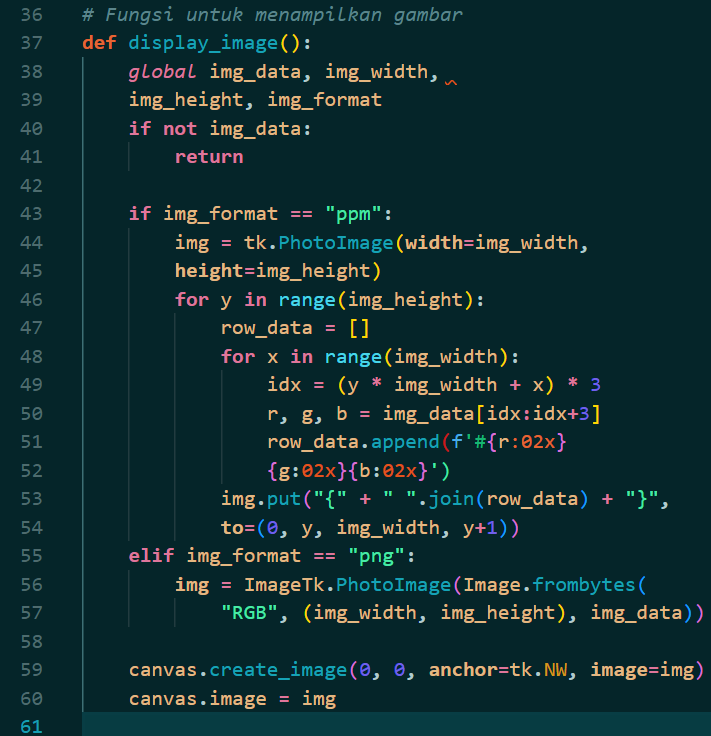 36 # Fungsi untuk menampilkan gambar
37 def display_image():
38     global img_data, img_width,
39     img_height, img_format
40     if not img_data:
41         return
42
43     if img_format == "ppm":
44         img = tk.PhotoImage(width=img_width,
45         height=img_height)
46         for y in range(img_height):
47             row_data = []
48             for x in range(img_width):
49                 idx = (y * img_width + x) * 3
50                 r, g, b = img_data[idx:idx+3]
51                 row_data.append(f'#{r:02x}
52                 {g:02x}{b:02x}')
53             img.put("{" + " ".join(row_data) + "}",
54             to=(0, y, img_width, y+1))
55     elif img_format == "png":
56         img = ImageTk.PhotoImage(Image.frombytes(
57             "RGB", (img_width, img_height), img_data))
58
59     canvas.create_image(0, 0, anchor=tk.NW, image=img)
60     canvas.image = img
61